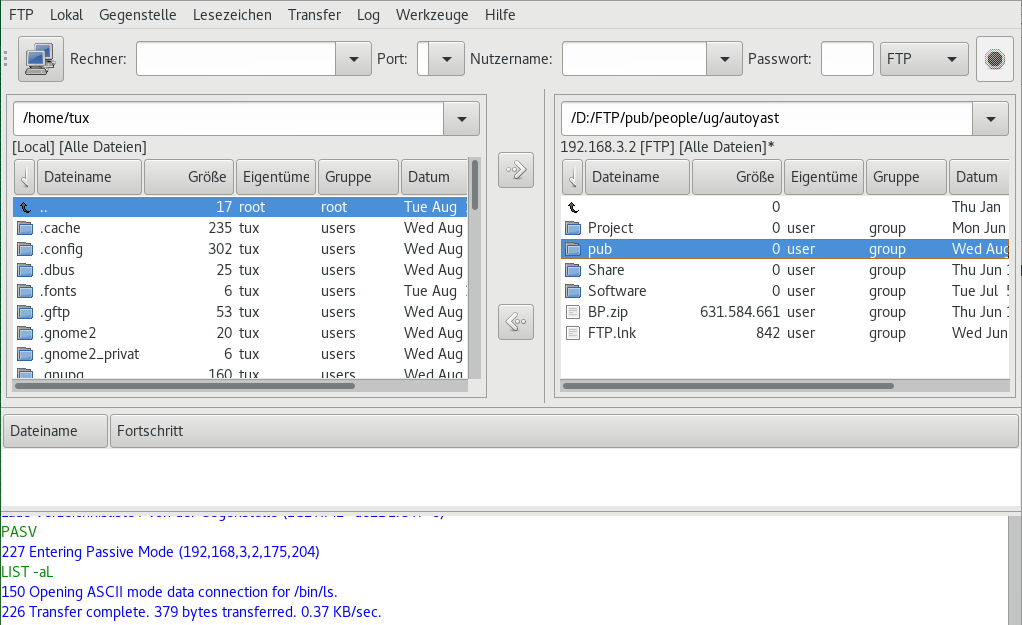 FTP Lokal Gegenstelle Lesezeichen Transfer Log Werkzeuge Hilfe
Rechner: Port: Nutzername: Passwort: FTP
/home/tux
[Local] [Alle Dateien]
Dateiname Größe Eigentüme Gruppe Datum
.. 17 root root Tue Aug
.cache 235 tux users Wed Aug
.config 302 tux users Wed Aug
.dbus 25 tux users Wed Aug
.fonts 6 tux users Tue Aug
.gftp 53 tux users Wed Aug
.gnome2 20 tux users Wed Aug
.gnome2_privat 6 tux users Wed Aug
.gnupg 160 tux users Wed Aug
/D:/FTP/pub/people/ug/autoyast
192.168.3.2 [FTP] [Alle Dateien]*
Dateiname Größe Eigentüme Gruppe Datum
0 Thu Jan
Project 0 user group Mon Jun
pub 0 user group Wed Aug
Share 0 user group Thu Jun 1
Software 0 user group Tue Jul 5
BP.zip 631.584.661 user group Thu Jun 1
FTP.lnk 842 user group Wed Jun
Dateiname Fortschritt
PASV
227 Entering Passive Mode (192,168,3,2,175,204)
LIST -aL
150 Opening ASCII mode data connection for /bin/ls.
226 Transfer complete. 379 bytes transferred. 0.37 KB/sec.